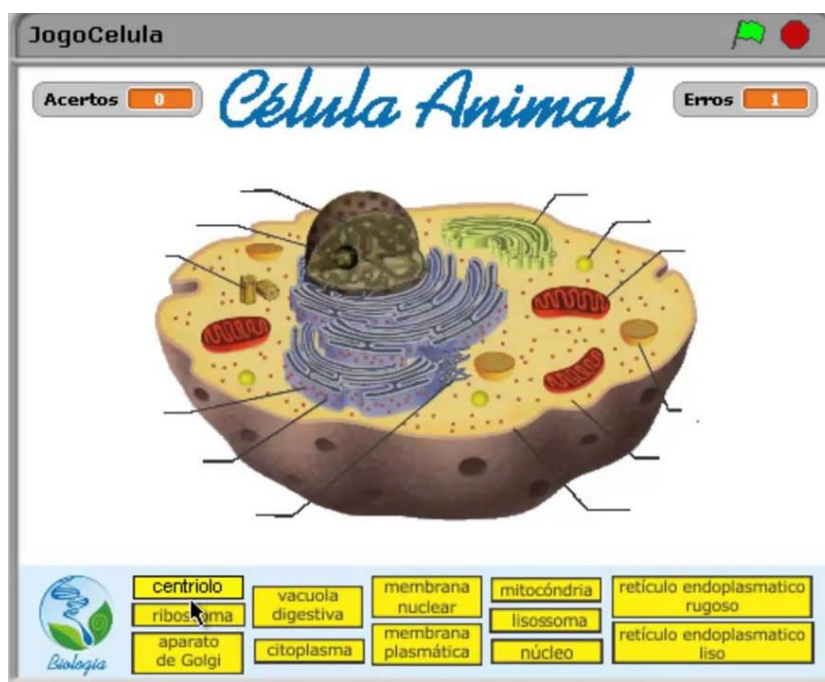 JogoCelula
Acertos 0
Célula Animal
Erros 1
centriolo
ribossoma
aparato
de Golgi
vacuola
digestiva
citoplasma
membrana
nuclear
membrana
plasmática
mitocóndria
lisossoma
núcleo
retículo endoplasmatico
rugoso
retículo endoplasmatico
liso
Biologia